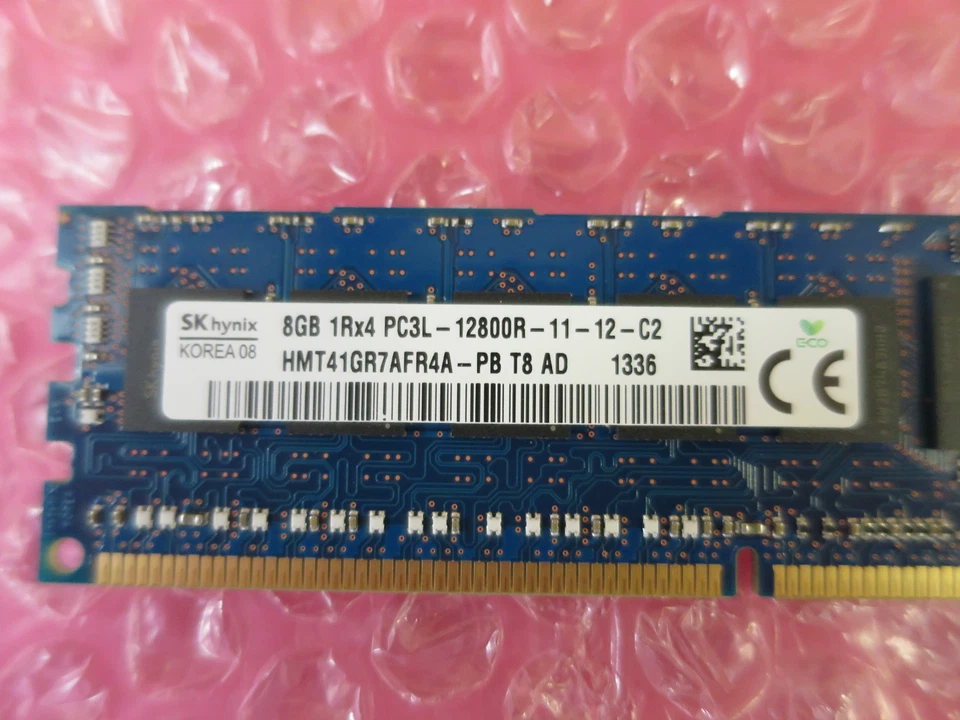 SK hynix
KOREA 08
8GB 1Rx4 PC3L-12800R-11-12-C2
HMT41GR7AFR4A-PB T8 AD 1336
ECO
CE